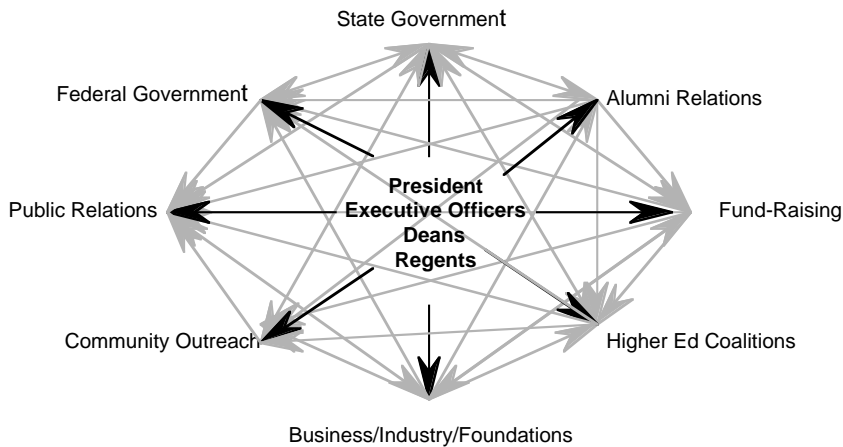 State Government
Federal Government
Alumni Relations
President
Public Relations
Executive Officers
Fund-Raising
Deans
Regents
Community Outreach
Higher Ed Coalitions
Business/Industry/Foundations